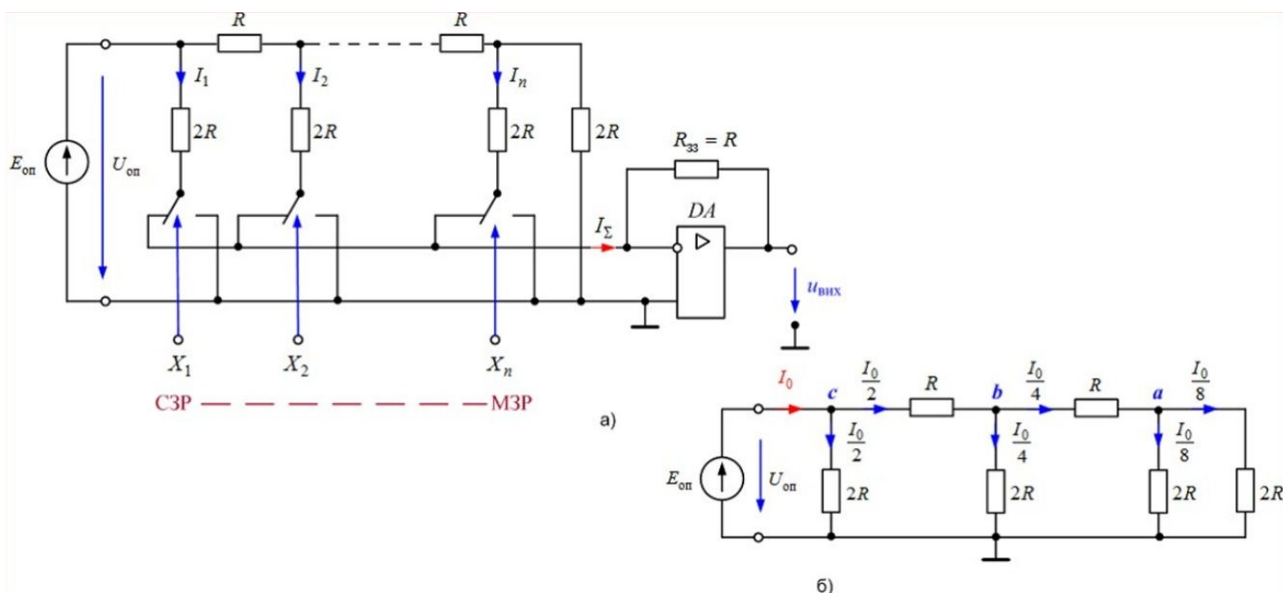 R R
I₁ I₂ Iₙ
2R 2R 2R 2R
Eоп Uоп
Rзз = R
DA
IΣ
uвих
X₁ X₂ Xₙ
СЗР — — — — — — МЗР
а)
I₀ c I₀/2 R b I₀/4 R a I₀/8
I₀/2 I₀/4 I₀/8
Eоп Uоп 2R 2R 2R 2R
б)